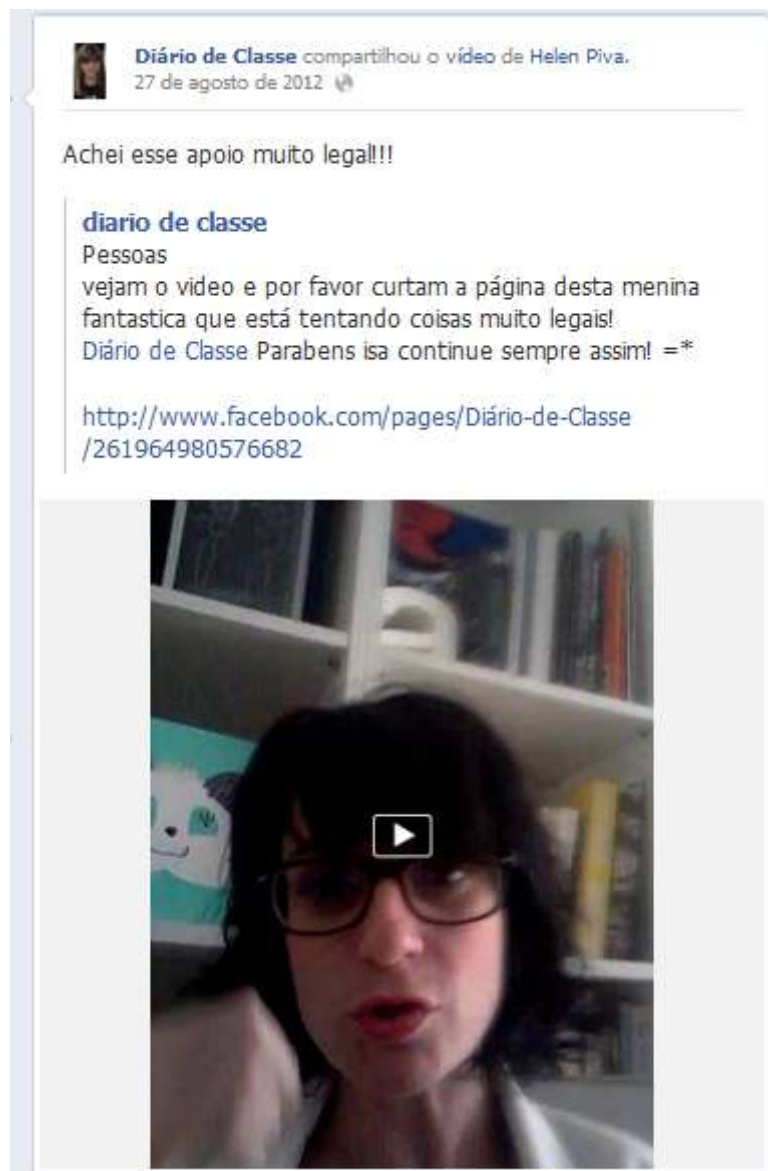 Diário de Classe compartilhou o vídeo de Helen Piva.
27 de agosto de 2012
Achei esse apoio muito legal!!!
diario de classe
Pessoas
vejam o video e por favor curtam a página desta menina
fantastica que está tentando coisas muito legais!
Diário de Classe Parabens isa continue sempre assim! =*
http://www.facebook.com/pages/Diário-de-Classe
/261964980576682